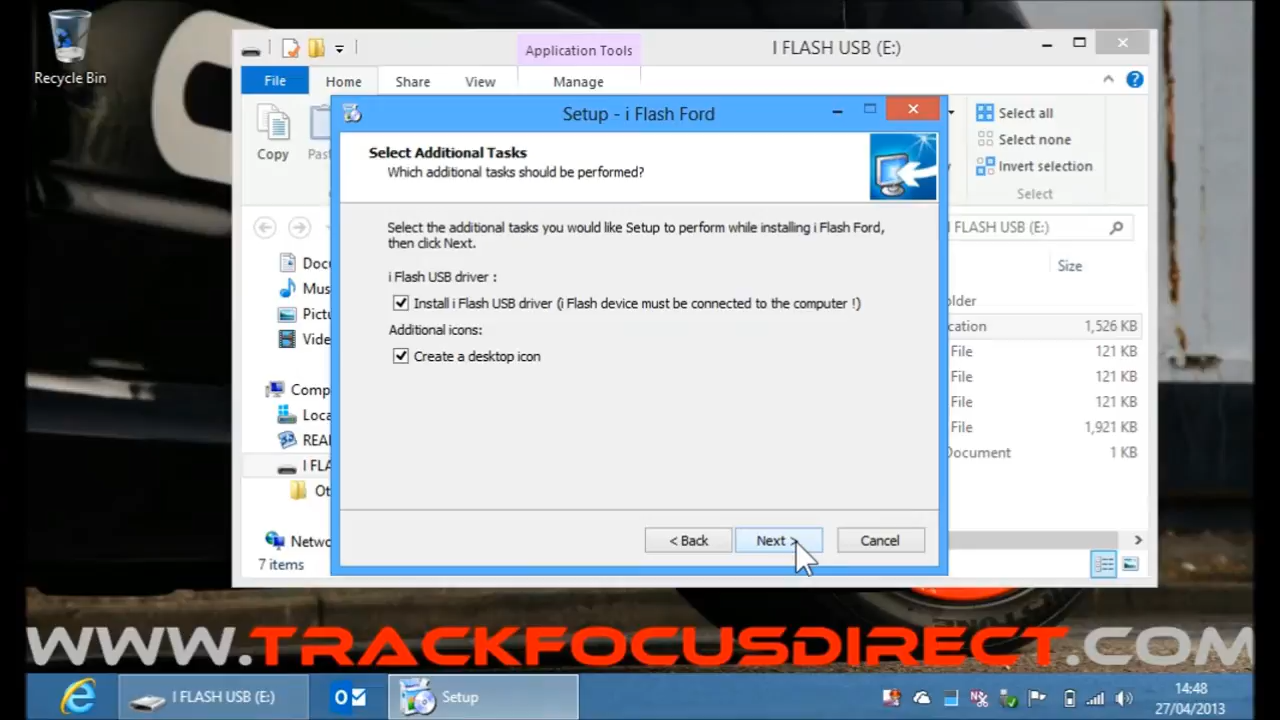 Recycle Bin
Application Tools
I FLASH USB (E:)
File
Home
Share
View
Manage
Copy
Select all
Select none
Invert selection
Select
Setup - i Flash Ford
Select Additional Tasks
Which additional tasks should be performed?
Select the additional tasks you would like Setup to perform while installing i Flash Ford,
then click Next.
i Flash USB driver :
Install i Flash USB driver (i Flash device must be connected to the computer !)
Additional icons:
Create a desktop icon
< Back
Next >
Cancel
I FLASH USB (E:)
Size
1,526 KB
File
121 KB
File
121 KB
File
121 KB
File
1,921 KB
1 KB
7 items
WWW.TRACKFOCUSDIRECT.COM
I FLASH USB (E:)
Setup
14:48
27/04/2013